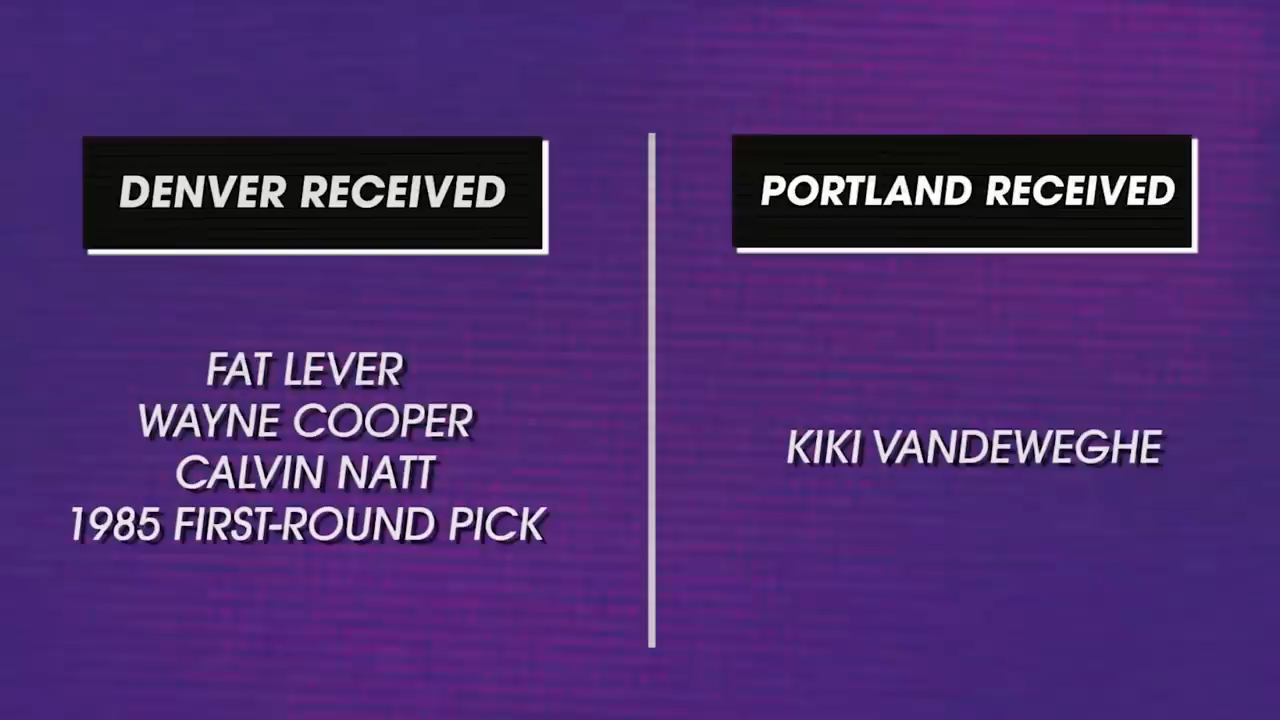 DENVER RECEIVED
FAT LEVER
WAYNE COOPER
CALVIN NATT
1985 FIRST-ROUND PICK
PORTLAND RECEIVED
KIKI VANDEWEGHE